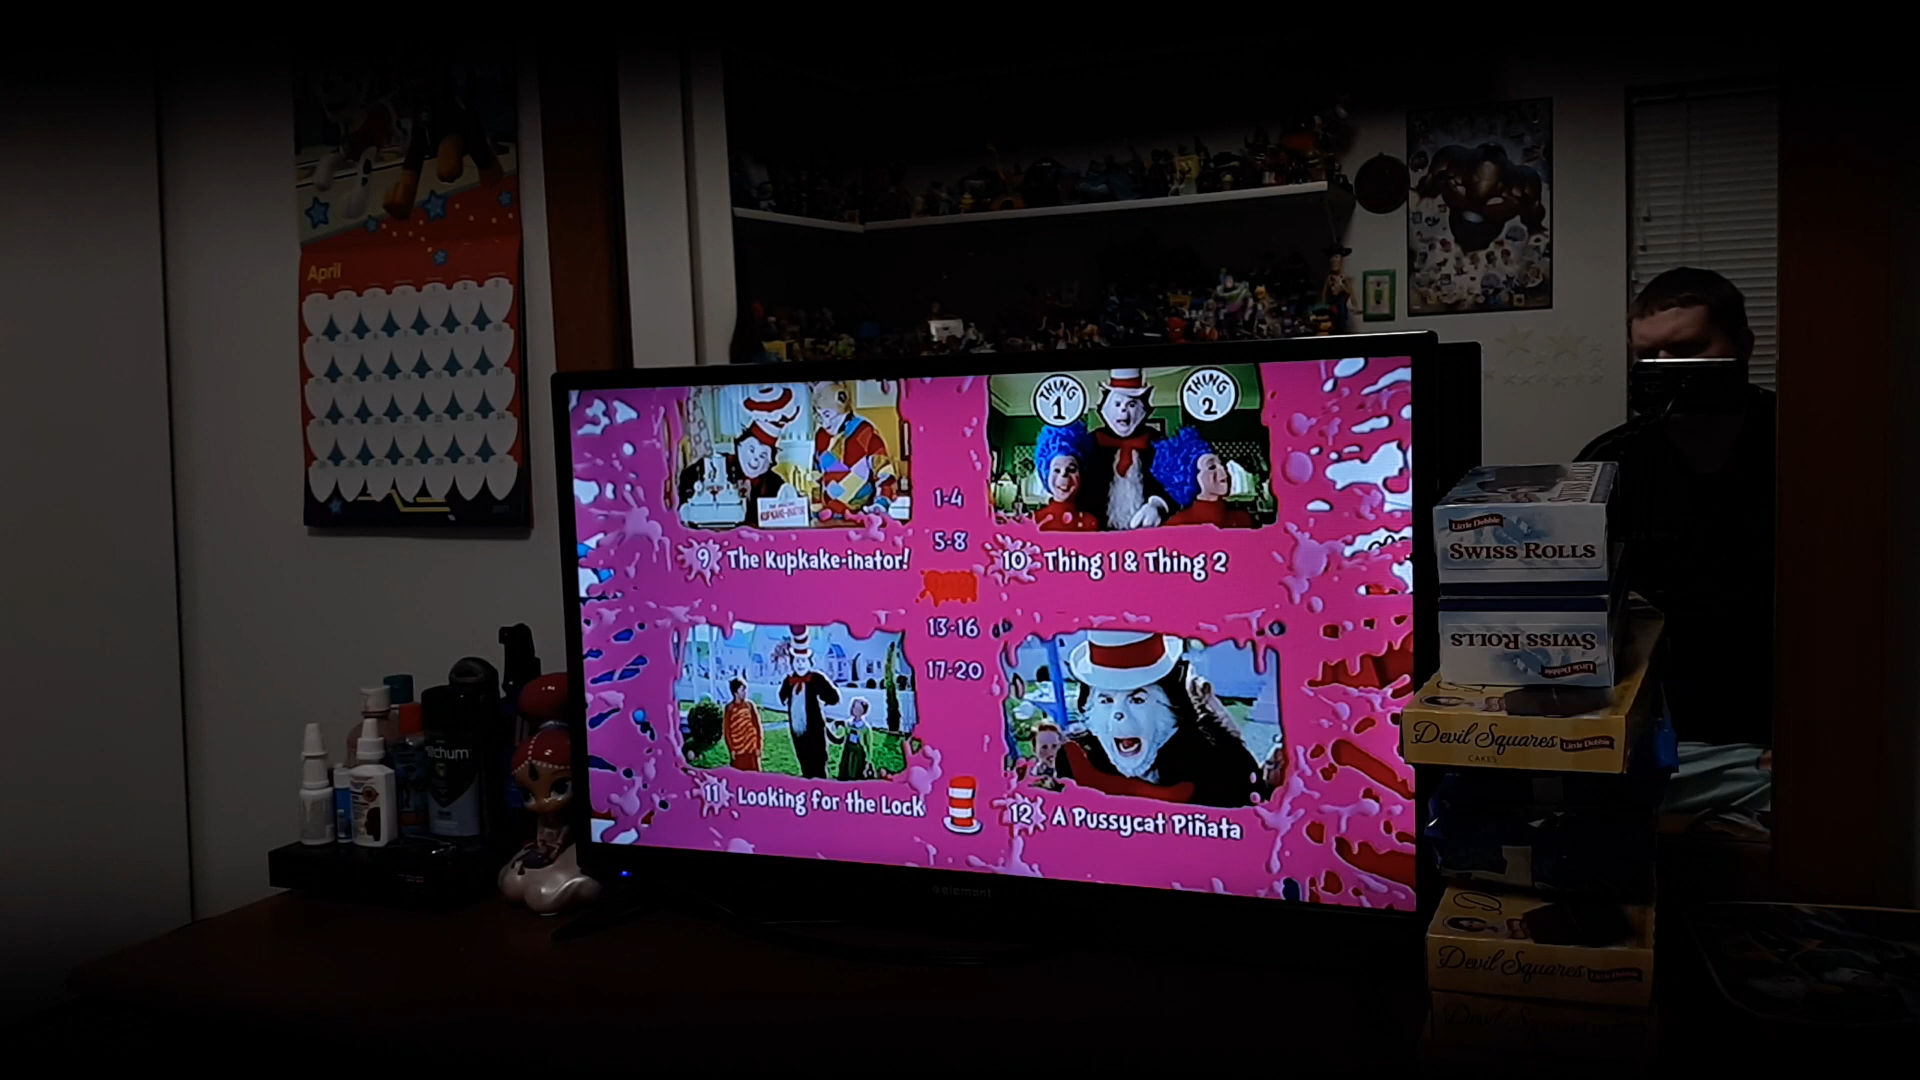 April
THING 1
THING 2
1-4
5-8
13-16
17-20
9 The Kupkake-inator!
10 Thing 1 & Thing 2
11 Looking for the Lock
12 A Pussycat Piñata
element
Little Debbie
SWISS ROLLS
SWISS ROLLS
Little Debbie
Devil Squares Little Debbie
CAKES
Devil Squares Little Debbie